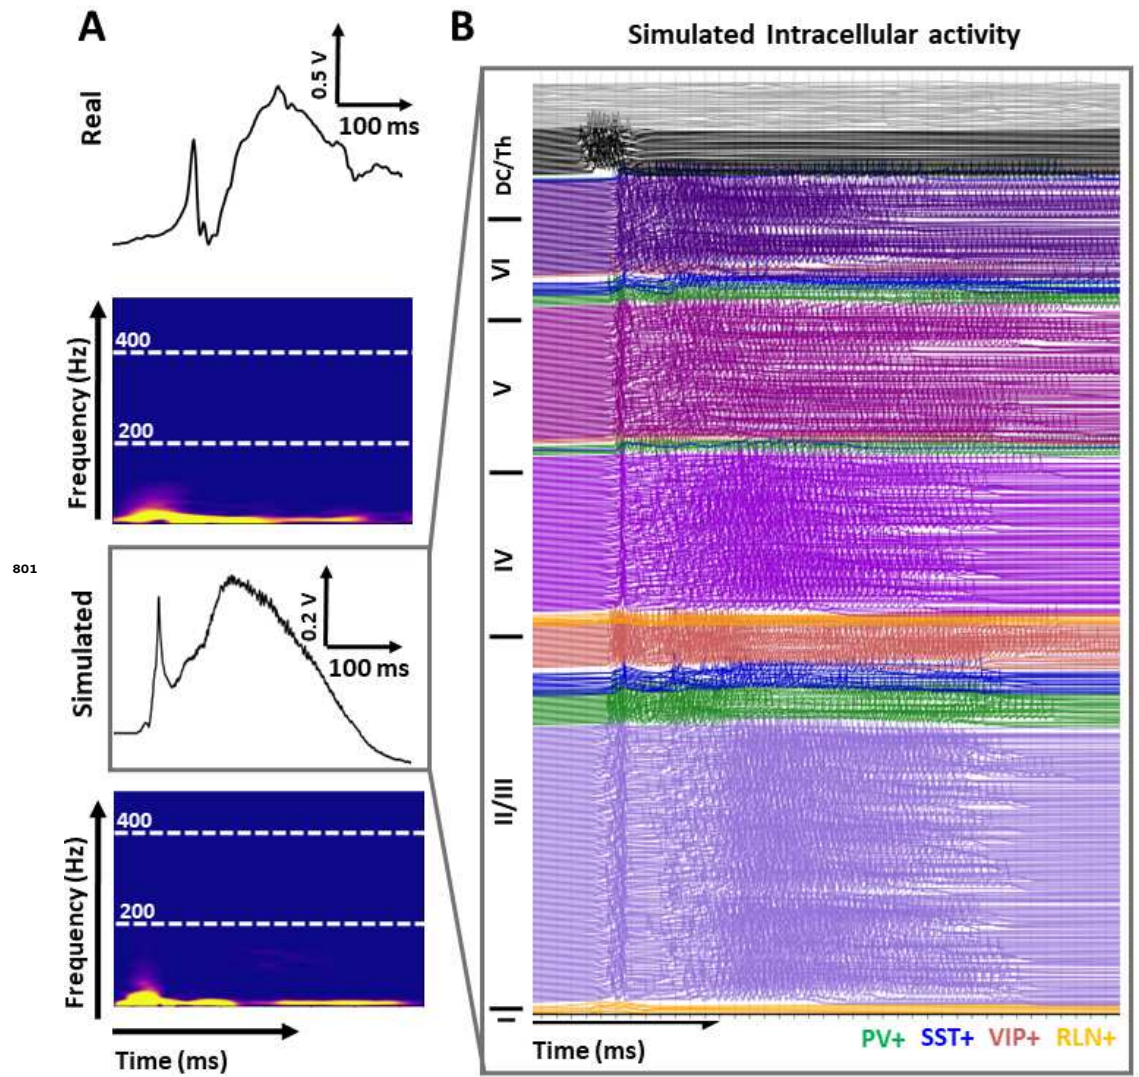 A
Real
0.5 V
100 ms
Frequency (Hz)
400
200
801
Simulated
0.2 V
100 ms
Frequency (Hz)
400
200
Time (ms)
B
Simulated Intracellular activity
DC/Th
VI
V
IV
II/III
I
Time (ms)
PV+ SST+ VIP+ RLN+